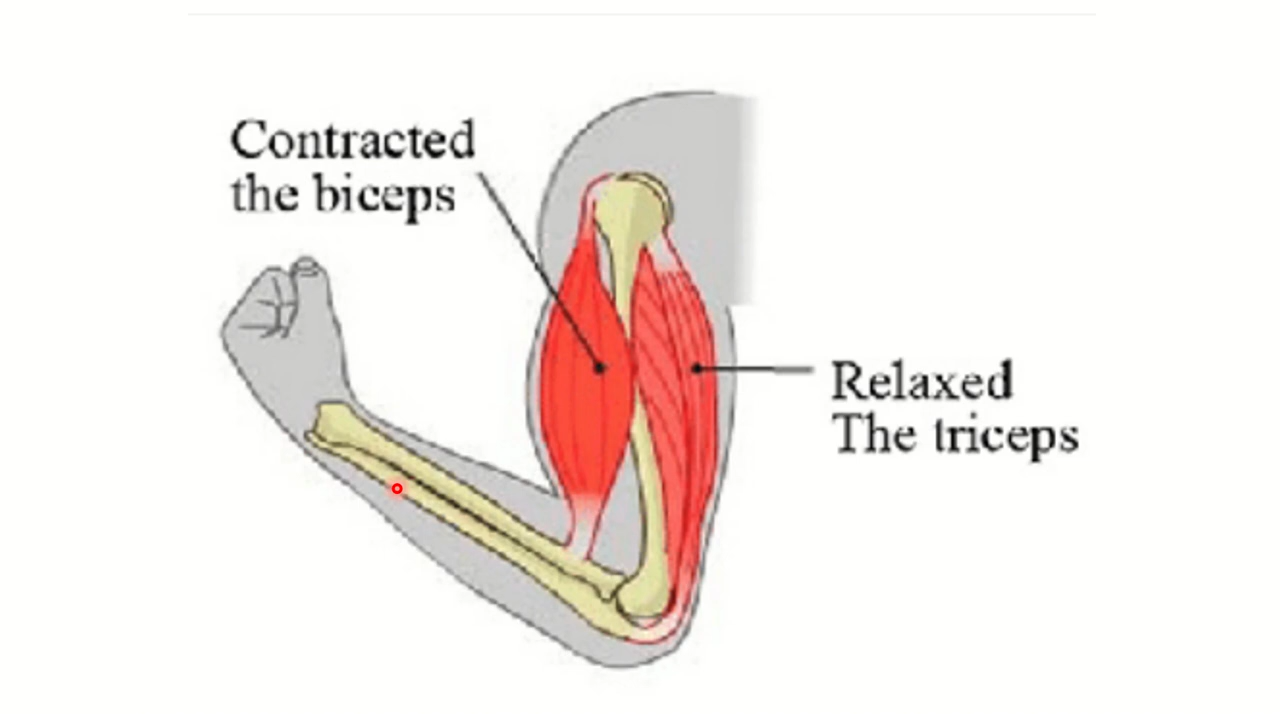 Contracted
the biceps
Relaxed
The triceps